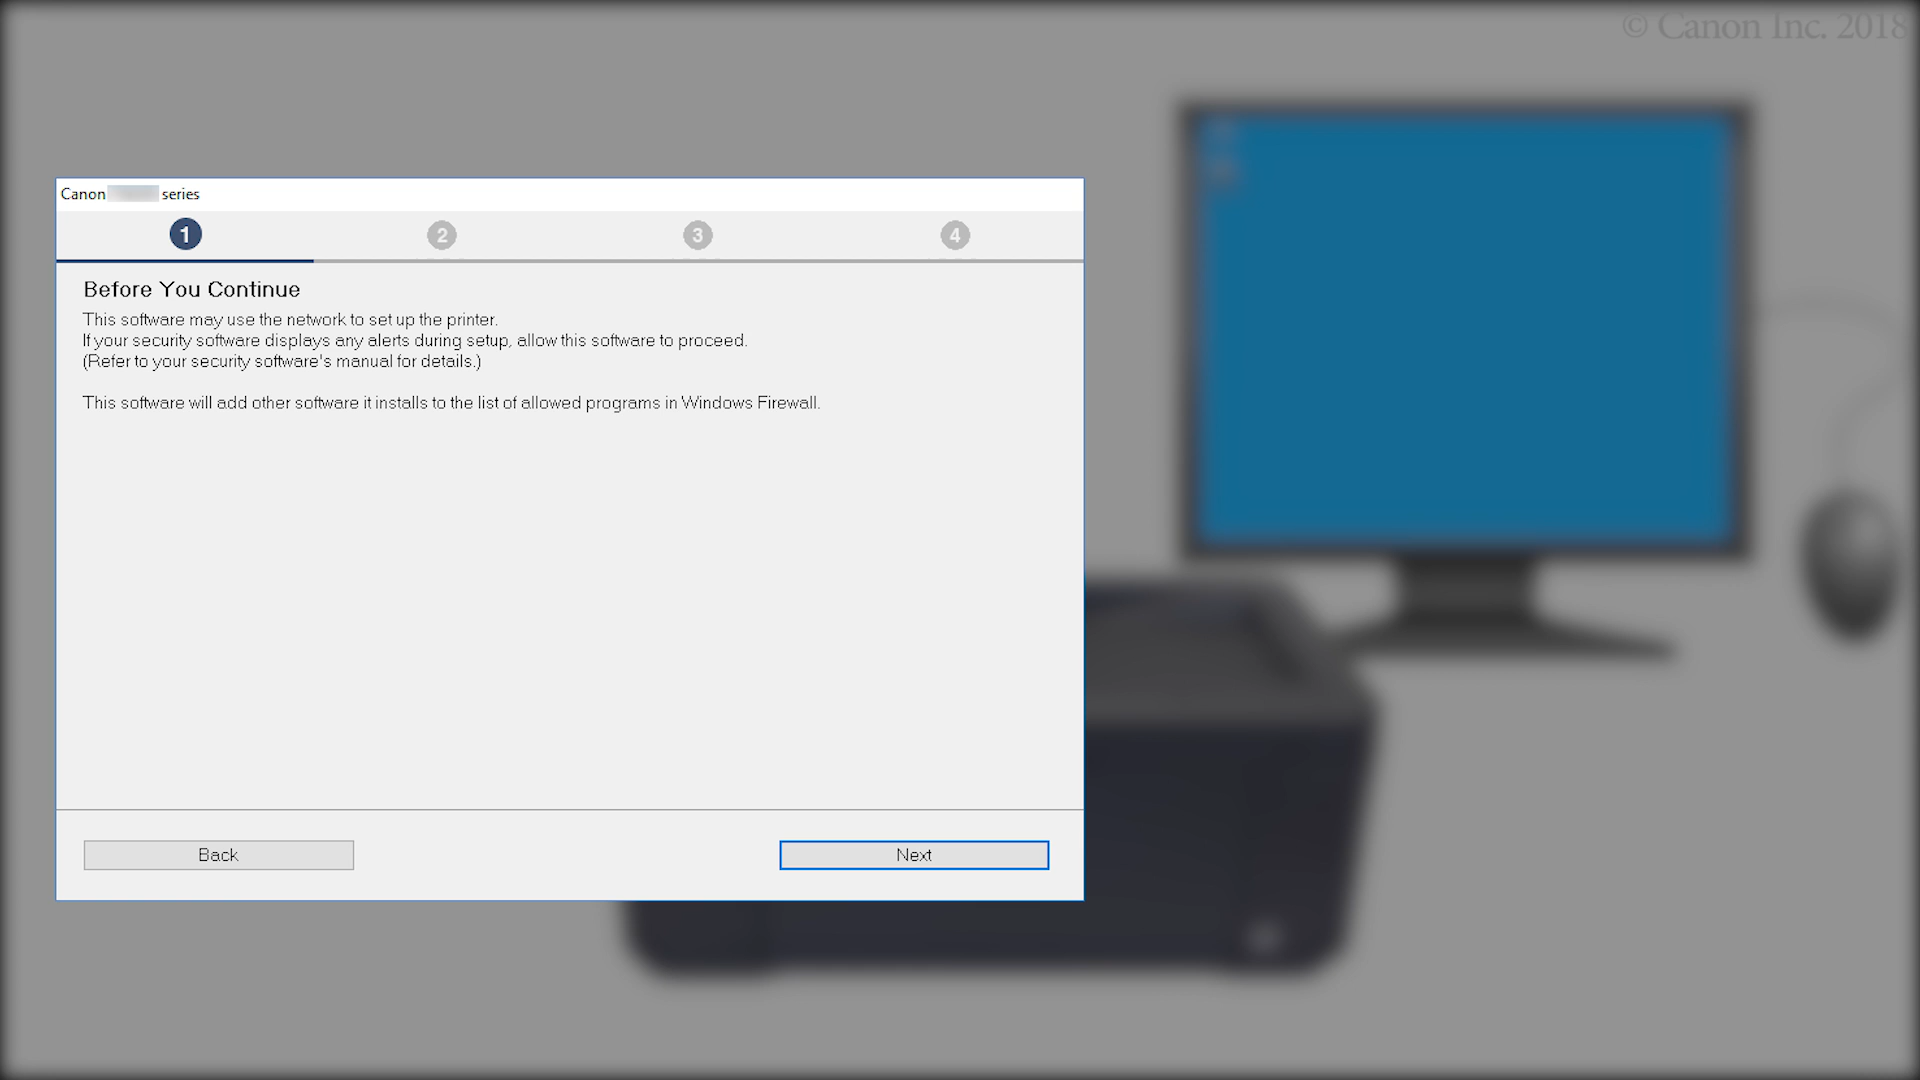 © Canon Inc. 2018
Canon series
1 2 3 4
Before You Continue
This software may use the network to set up the printer.
If your security software displays any alerts during setup, allow this software to proceed.
(Refer to your security software's manual for details.)
This software will add other software it installs to the list of allowed programs in Windows Firewall.
Back Next